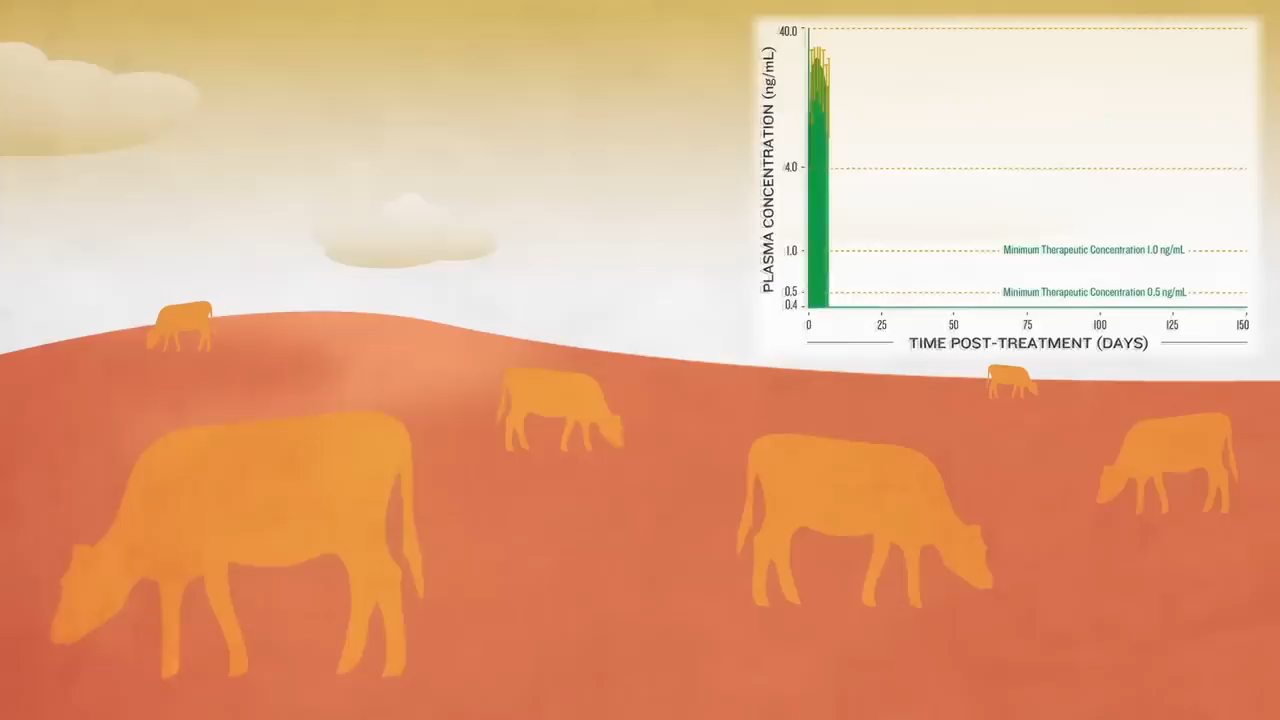 40.0
4.0
1.0
0.5
0.4
PLASMA CONCENTRATION (ng/mL)
Minimum Therapeutic Concentration 1.0 ng/mL
Minimum Therapeutic Concentration 0.5 ng/mL
0 25 50 75 100 125 150
TIME POST-TREATMENT (DAYS)